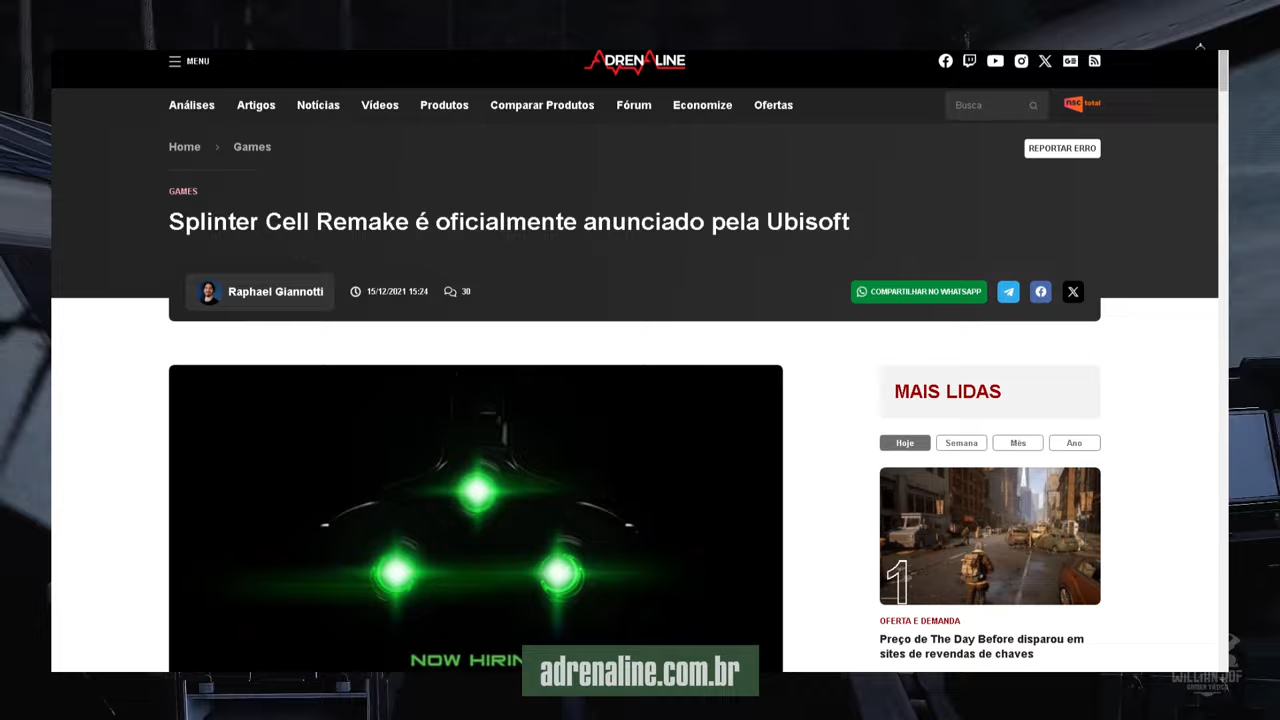 MENU
ADRENALINE
Análises Artigos Notícias Vídeos Produtos Comparar Produtos Fórum Economize Ofertas
Busca
nsc total
Home > Games
REPORTAR ERRO
GAMES
Splinter Cell Remake é oficialmente anunciado pela Ubisoft
Raphael Giannotti
15/12/2021 15:24
30
COMPARTILHAR NO WHATSAPP
MAIS LIDAS
Hoje Semana Mês Ano
1
OFERTA E DEMANDA
Preço de The Day Before disparou em
sites de revendas de chaves
NOW
adrenaline.com.br